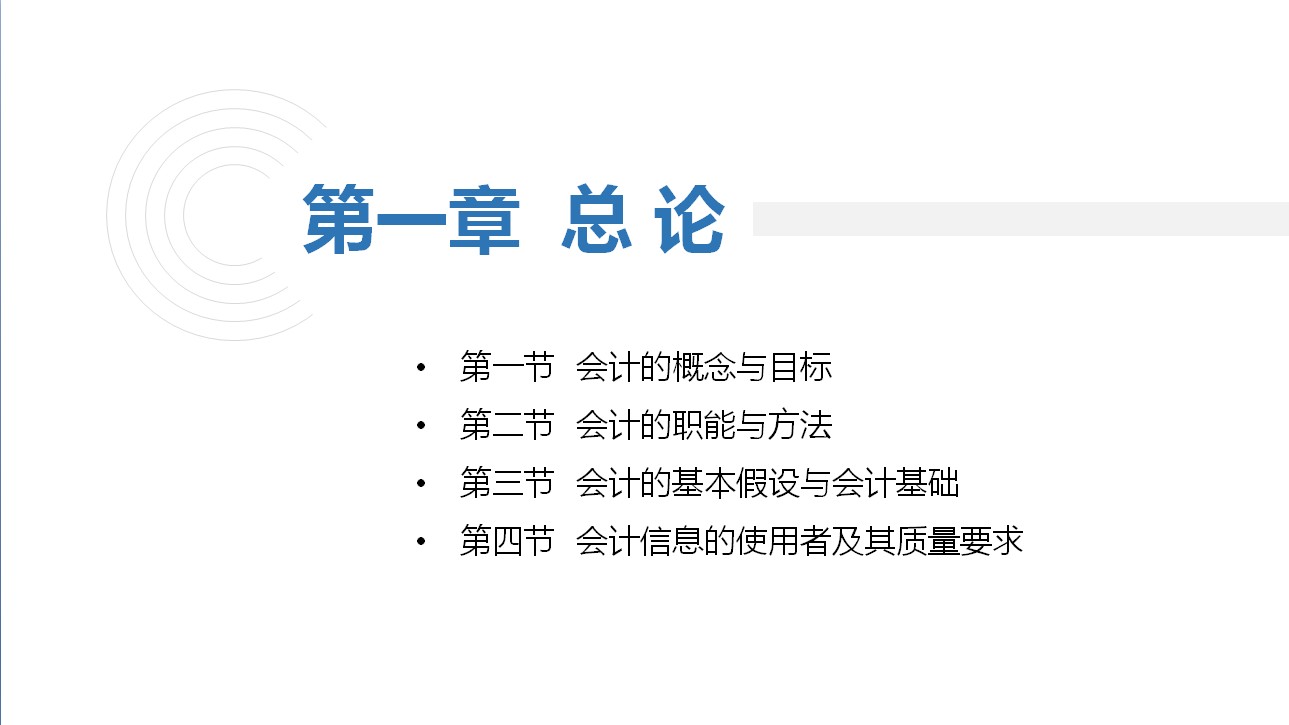 第一章 总 论
• 第一节 会计的概念与目标
• 第二节 会计的职能与方法
• 第三节 会计的基本假设与会计基础
• 第四节 会计信息的使用者及其质量要求